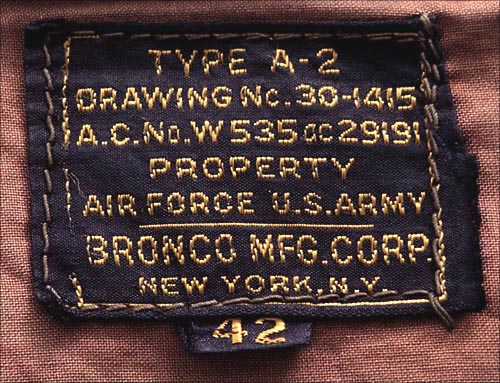 TYPE A-2
DRAWING No. 30-1415
A.C. No. W 535 ac 29191
PROPERTY
AIR FORCE U.S. ARMY
BRONCO MFG. CORP.
NEW YORK, N.Y.
42